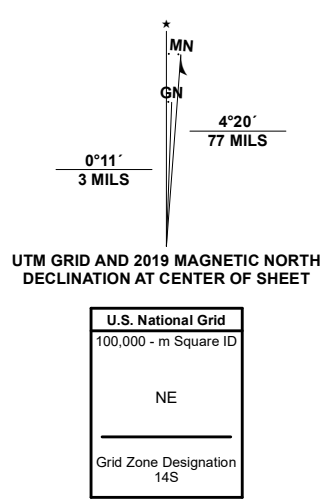 ★
MN
GN
4°20´
77 MILS
0°11´
3 MILS
UTM GRID AND 2019 MAGNETIC NORTH
DECLINATION AT CENTER OF SHEET
U.S. National Grid
100,000 - m Square ID
NE
Grid Zone Designation
14S